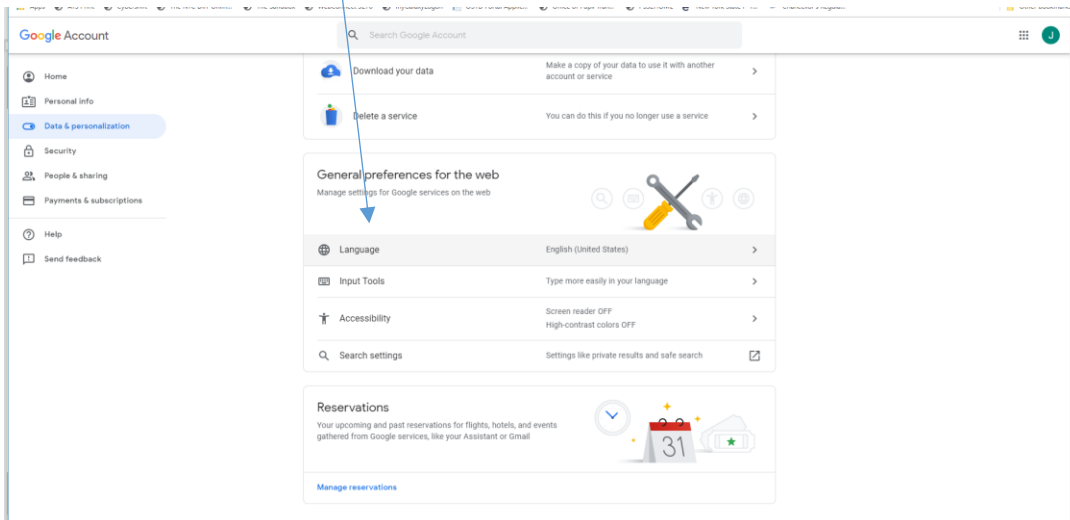 Apps
Google Account
Search Google Account
J
Home
Personal info
Data & personalization
Security
People & sharing
Payments & subscriptions
Help
Send feedback
Download your data
Make a copy of your data to use it with another
account or service
Delete a service
You can do this if you no longer use a service
General preferences for the web
Manage settings for Google services on the web
Language
English (United States)
Input Tools
Type more easily in your language
Accessibility
Screen reader OFF
High-contrast colors OFF
Search settings
Settings like private results and safe search
Reservations
Your upcoming and past reservations for flights, hotels, and events
gathered from Google services, like your Assistant or Gmail
31
Manage reservations